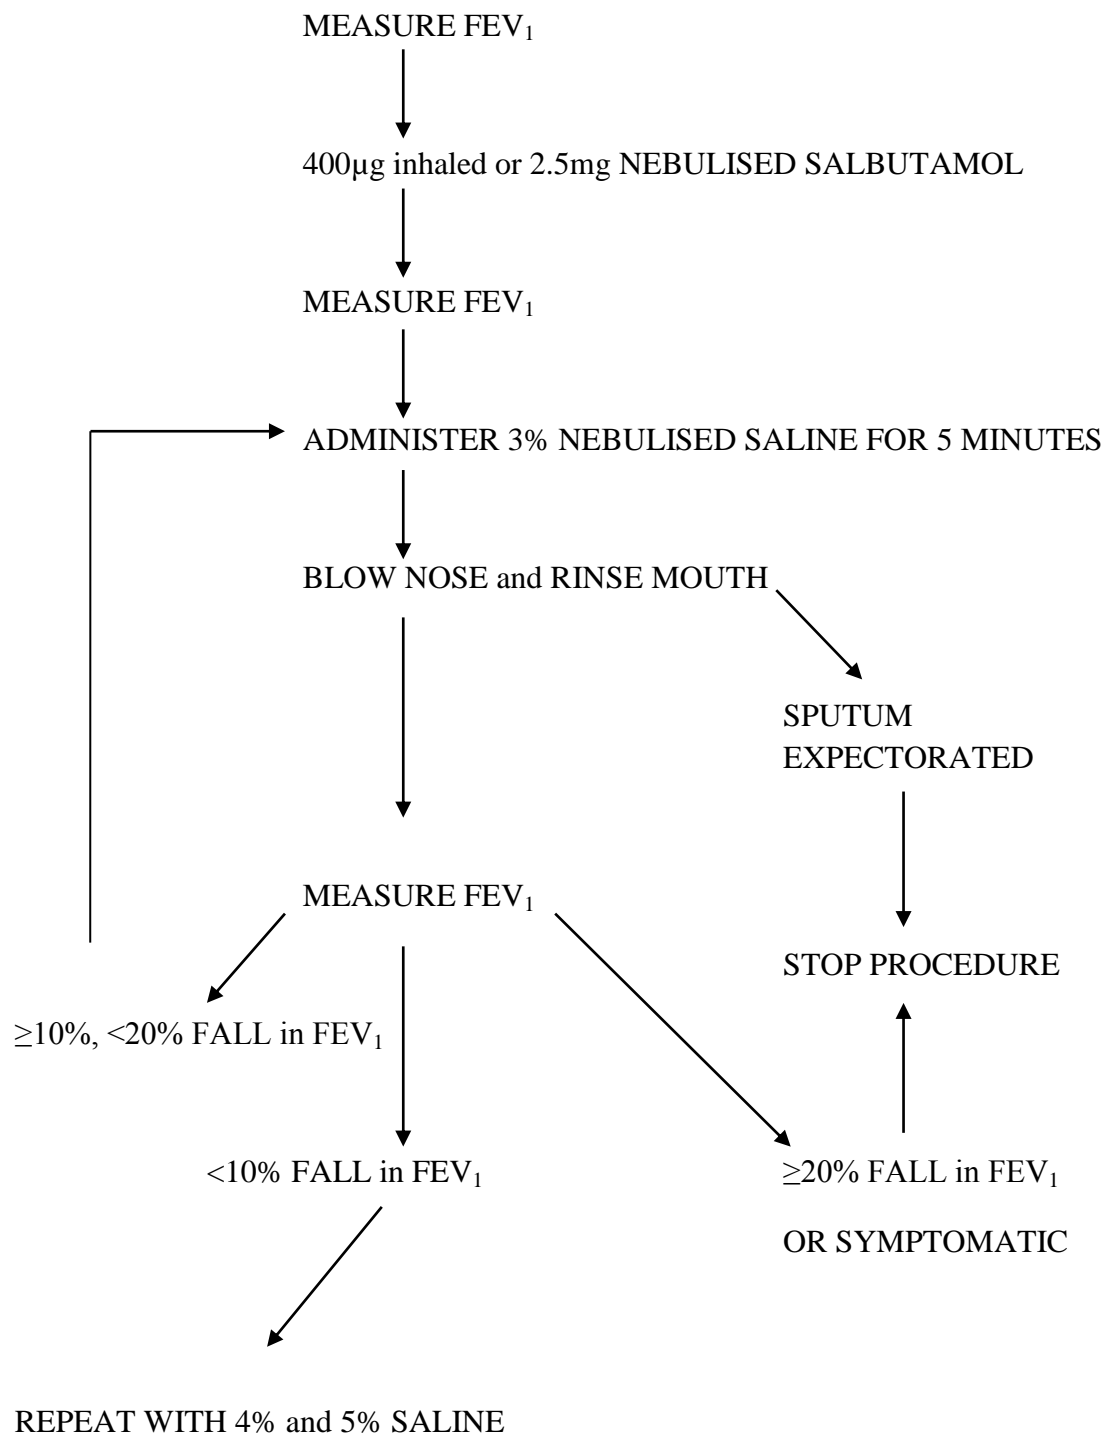 MEASURE FEV₁
400µg inhaled or 2.5mg NEBULISED SALBUTAMOL
MEASURE FEV₁
ADMINISTER 3% NEBULISED SALINE FOR 5 MINUTES
BLOW NOSE and RINSE MOUTH
SPUTUM
EXPECTORATED
MEASURE FEV₁
STOP PROCEDURE
≥10%, <20% FALL in FEV₁
<10% FALL in FEV₁
≥20% FALL in FEV₁
OR SYMPTOMATIC
REPEAT WITH 4% and 5% SALINE